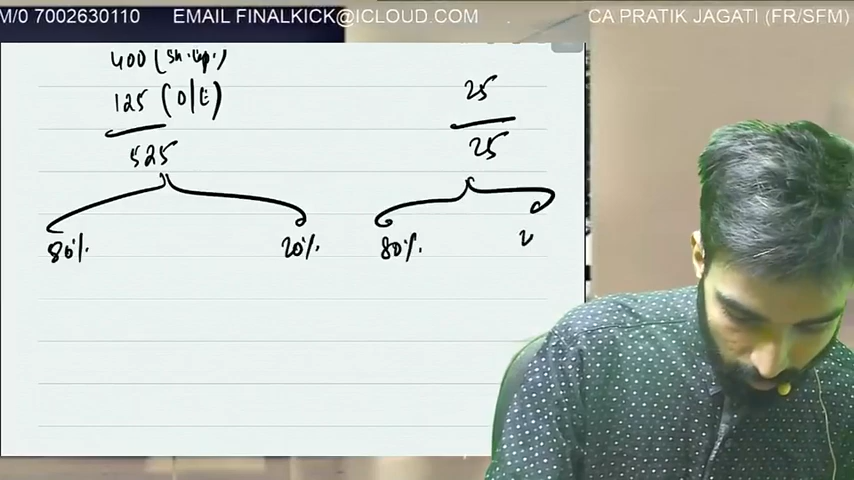 M/0 7002630110 EMAIL FINALKICK@ICLOUD.COM CA PRATIK JAGATI (FR/SFM)
400 (Sh. Cap.)
125 (O/E) 25
525 25
80% 20% 80% 2